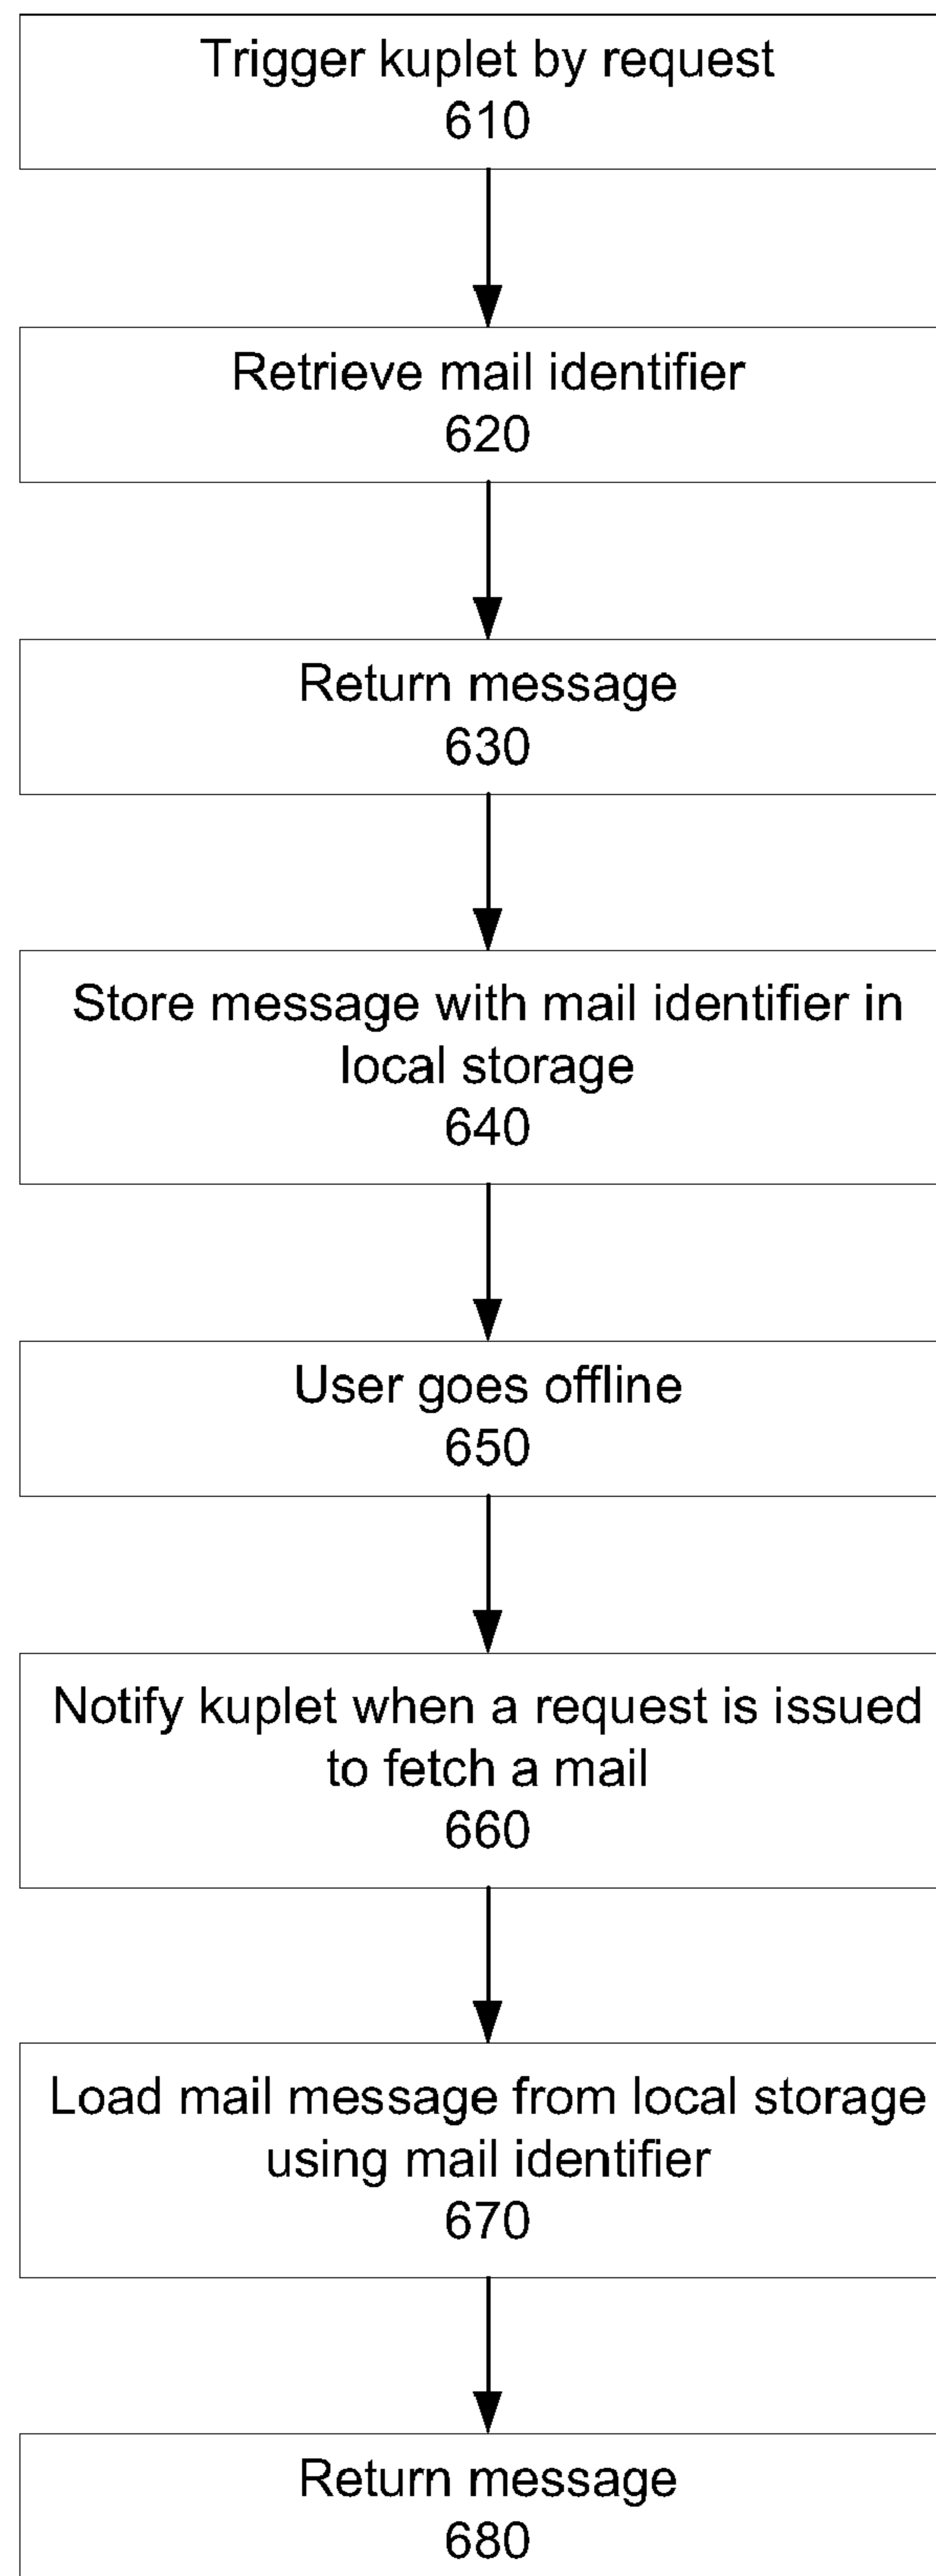 Trigger kuplet by request
610
Retrieve mail identifier
620
Return message
630
Store message with mail identifier in
local storage
640
User goes offline
650
Notify kuplet when a request is issued
to fetch a mail
660
Load mail message from local storage
using mail identifier
670
Return message
680